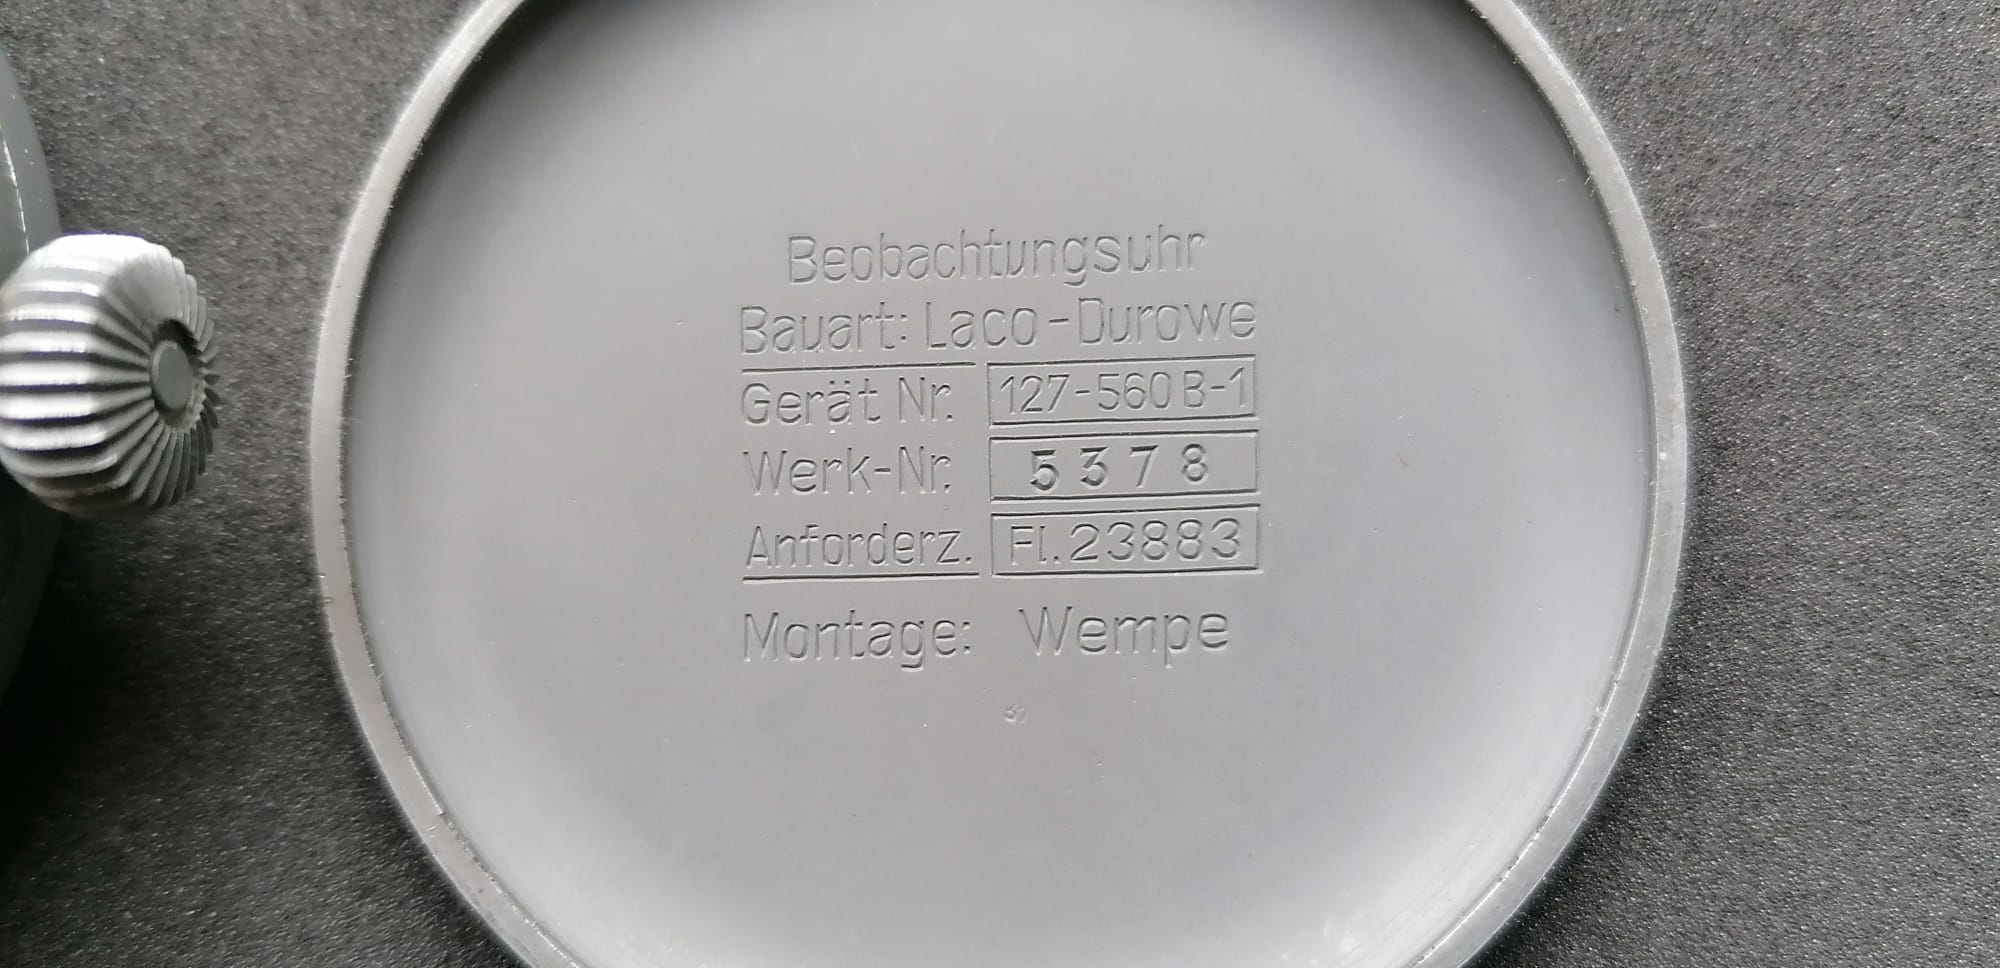 Beobachtungsuhr
Bauart: Laco-Durowe
Gerät Nr. 127-560 B-1
Werk-Nr. 5378
Anforderz. Fl. 23883
Montage: Wempe